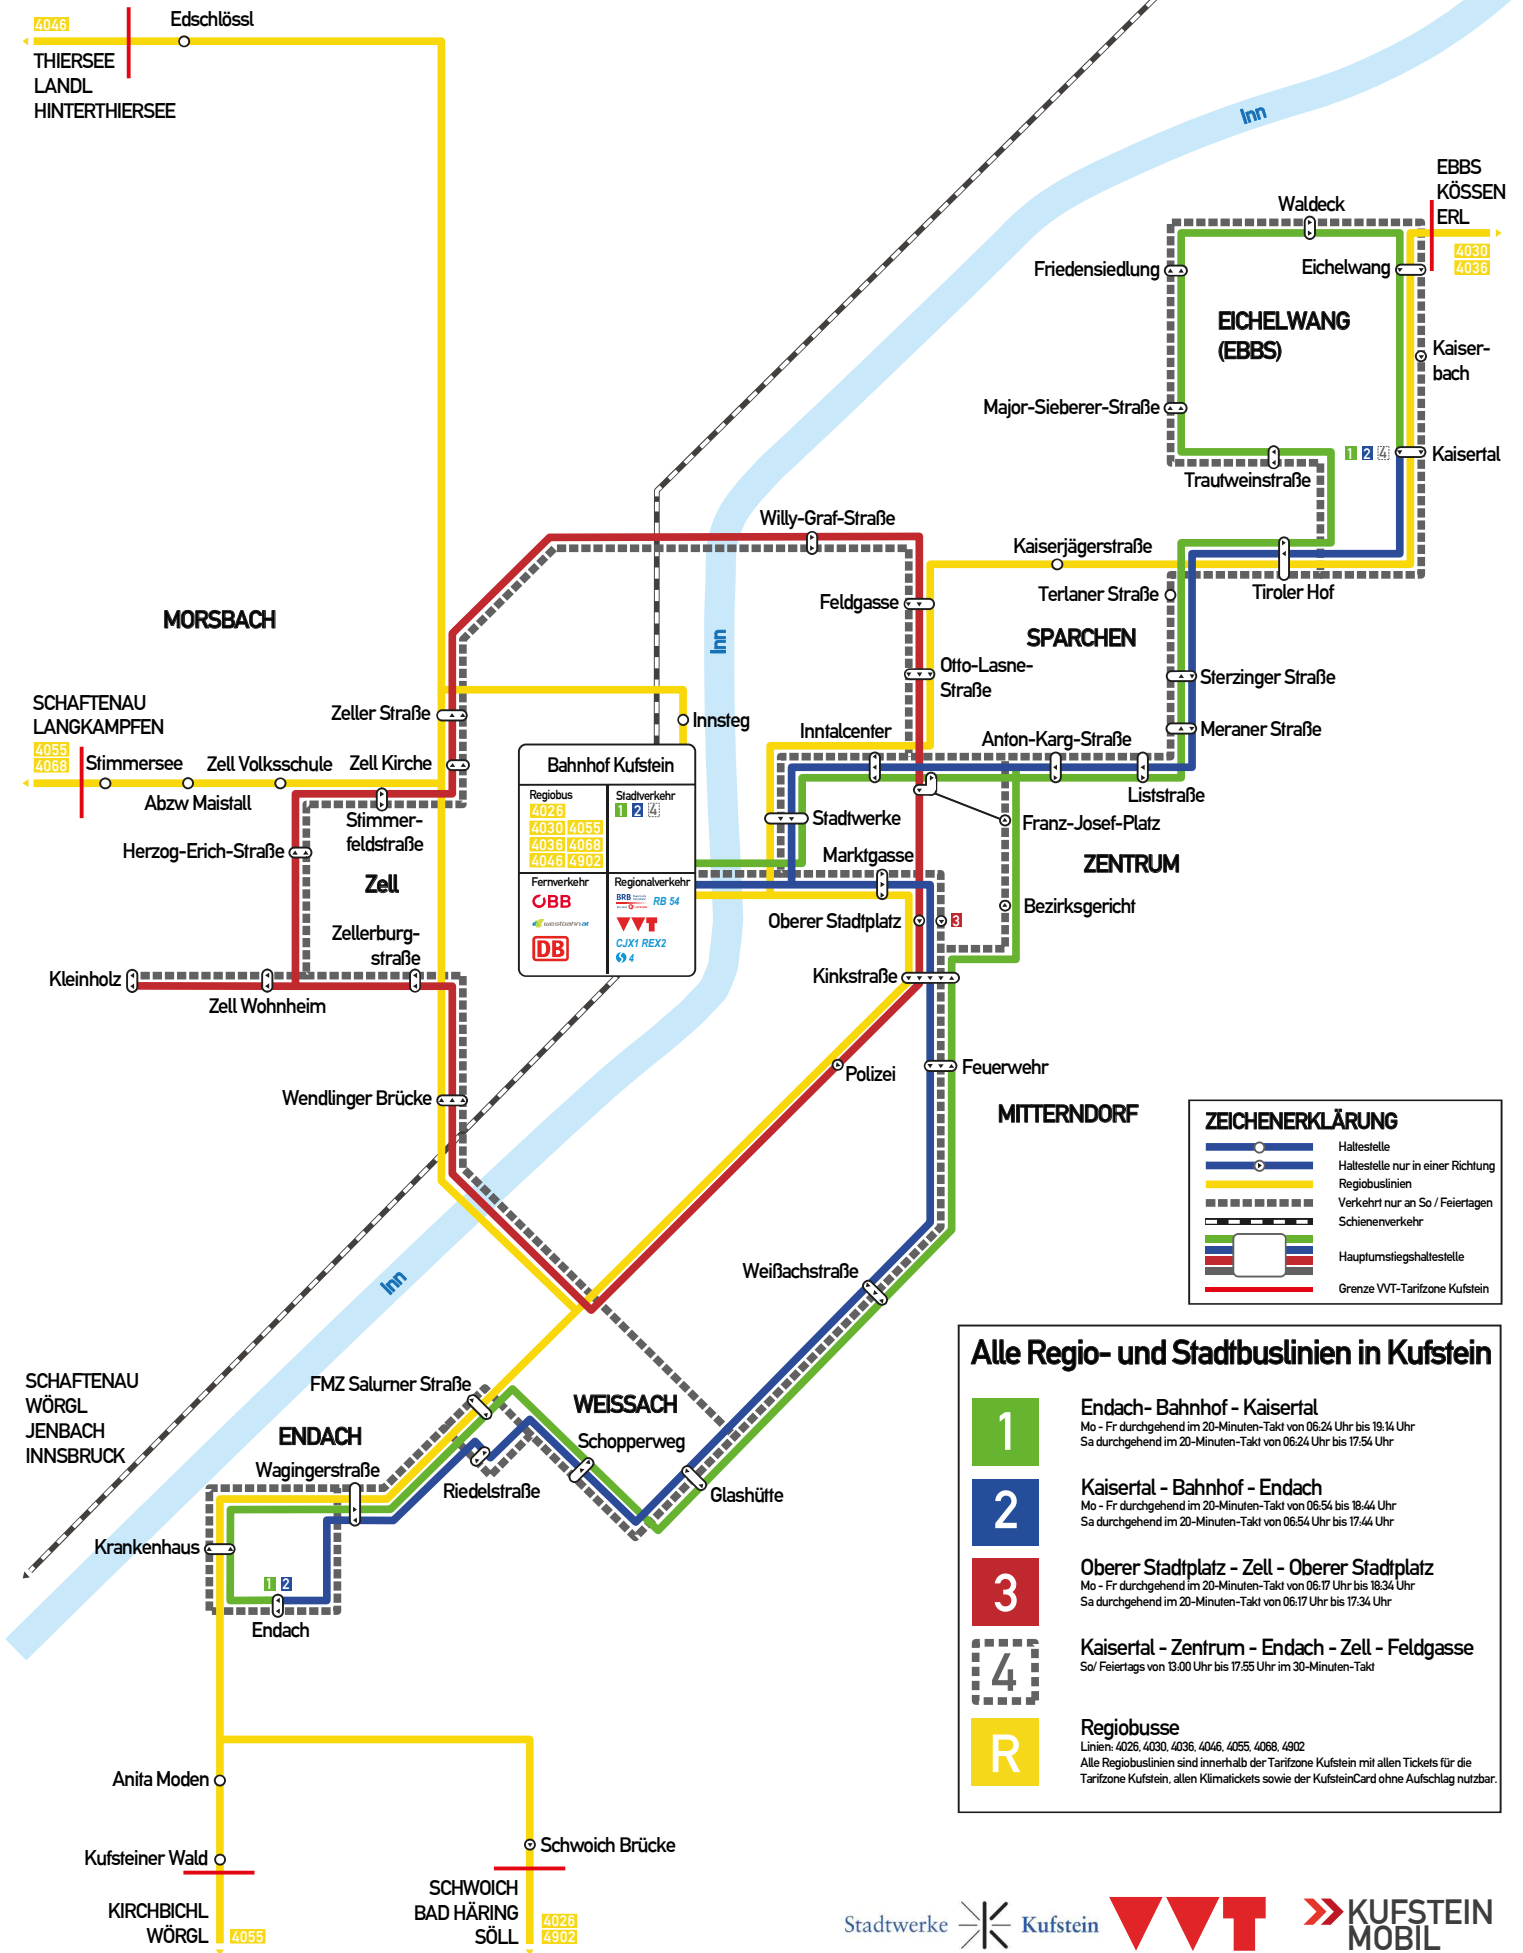 4046
Edschlössl
THIERSEE
LANDL
HINTERTHIERSEE
Inn
EBBS
KÖSSEN
ERL
4030
4036
Waldeck
Friedensiedlung
Eichelwang
EICHELWANG
(EBBS)
Kaiser-
bach
Major-Sieberer-Straße
1 2 4
Kaisertal
Trautweinstraße
Willy-Graf-Straße
Kaiserjägerstraße
Terlaner Straße
Tiroler Hof
Feldgasse
MORSBACH
SPARCHEN
Inn
Otto-Lasne-
Straße
Sterzinger Straße
SCHAFTENAU
LANGKAMPFEN
4055
4068
Zeller Straße
Innsteg
Inntalcenter
Anton-Karg-Straße
Meraner Straße
Stimmersee
Zell Volksschule
Zell Kirche
Abzw Maistall
Stimmer-
feldstraße
Liststraße
Bahnhof Kufstein
Regiobus
4026
4030 4055
4036 4068
4046 4902
Stadtverkehr
1 2 4
Fernverkehr
ÖBB
westbahn.at
DB
Regionalverkehr
BRB
RB 54
VVT
CJX1 REX2
S 4
Stadtwerke
Franz-Josef-Platz
Herzog-Erich-Straße
Marktgasse
ZENTRUM
Zell
Oberer Stadtplatz
3
Bezirksgericht
Zellerburg-
straße
Kleinholz
Zell Wohnheim
Kinkstraße
Polizei
Feuerwehr
Wendlinger Brücke
MITTERNDORF
ZEICHENERKLÄRUNG
Haltestelle
Haltestelle nur in einer Richtung
Regiobuslinien
Verkehrt nur an So / Feiertagen
Schienenverkehr
Hauptumstiegshaltestelle
Grenze VVT-Tarifzone Kufstein
Inn
Weißachstraße
SCHAFTENAU
WÖRGL
JENBACH
INNSBRUCK
FMZ Salurner Straße
WEISSACH
ENDACH
Schopperweg
Wagingerstraße
Riedelstraße
Glashütte
Krankenhaus
1 2
Endach
Alle Regio- und Stadtbuslinien in Kufstein
1
Endach- Bahnhof - Kaisertal
Mo - Fr durchgehend im 20-Minuten-Takt von 06:24 Uhr bis 19:14 Uhr
Sa durchgehend im 20-Minuten-Takt von 06:24 Uhr bis 17:54 Uhr
2
Kaisertal - Bahnhof - Endach
Mo - Fr durchgehend im 20-Minuten-Takt von 06:54 bis 18:44 Uhr
Sa durchgehend im 20-Minuten-Takt von 06:54 Uhr bis 17:44 Uhr
3
Oberer Stadtplatz - Zell - Oberer Stadtplatz
Mo - Fr durchgehend im 20-Minuten-Takt von 06:17 Uhr bis 18:34 Uhr
Sa durchgehend im 20-Minuten-Takt von 06:17 Uhr bis 17:34 Uhr
4
Kaisertal - Zentrum - Endach - Zell - Feldgasse
So/ Feiertags von 13:00 Uhr bis 17:55 Uhr im 30-Minuten-Takt
R
Regiobusse
Linien: 4026, 4030, 4036, 4046, 4055, 4068, 4902
Alle Regiobuslinien sind innerhalb der Tarifzone Kufstein mit allen Tickets für die
Tarifzone Kufstein, allen Klimatickets sowie der KufsteinCard ohne Aufschlag nutzbar.
Anita Moden
Kufsteiner Wald
Schwoich Brücke
KIRCHBICHL
WÖRGL
4055
SCHWOICH
BAD HÄRING
SÖLL
4026
4902
Stadtwerke Kufstein
VVT
KUFSTEIN
MOBIL